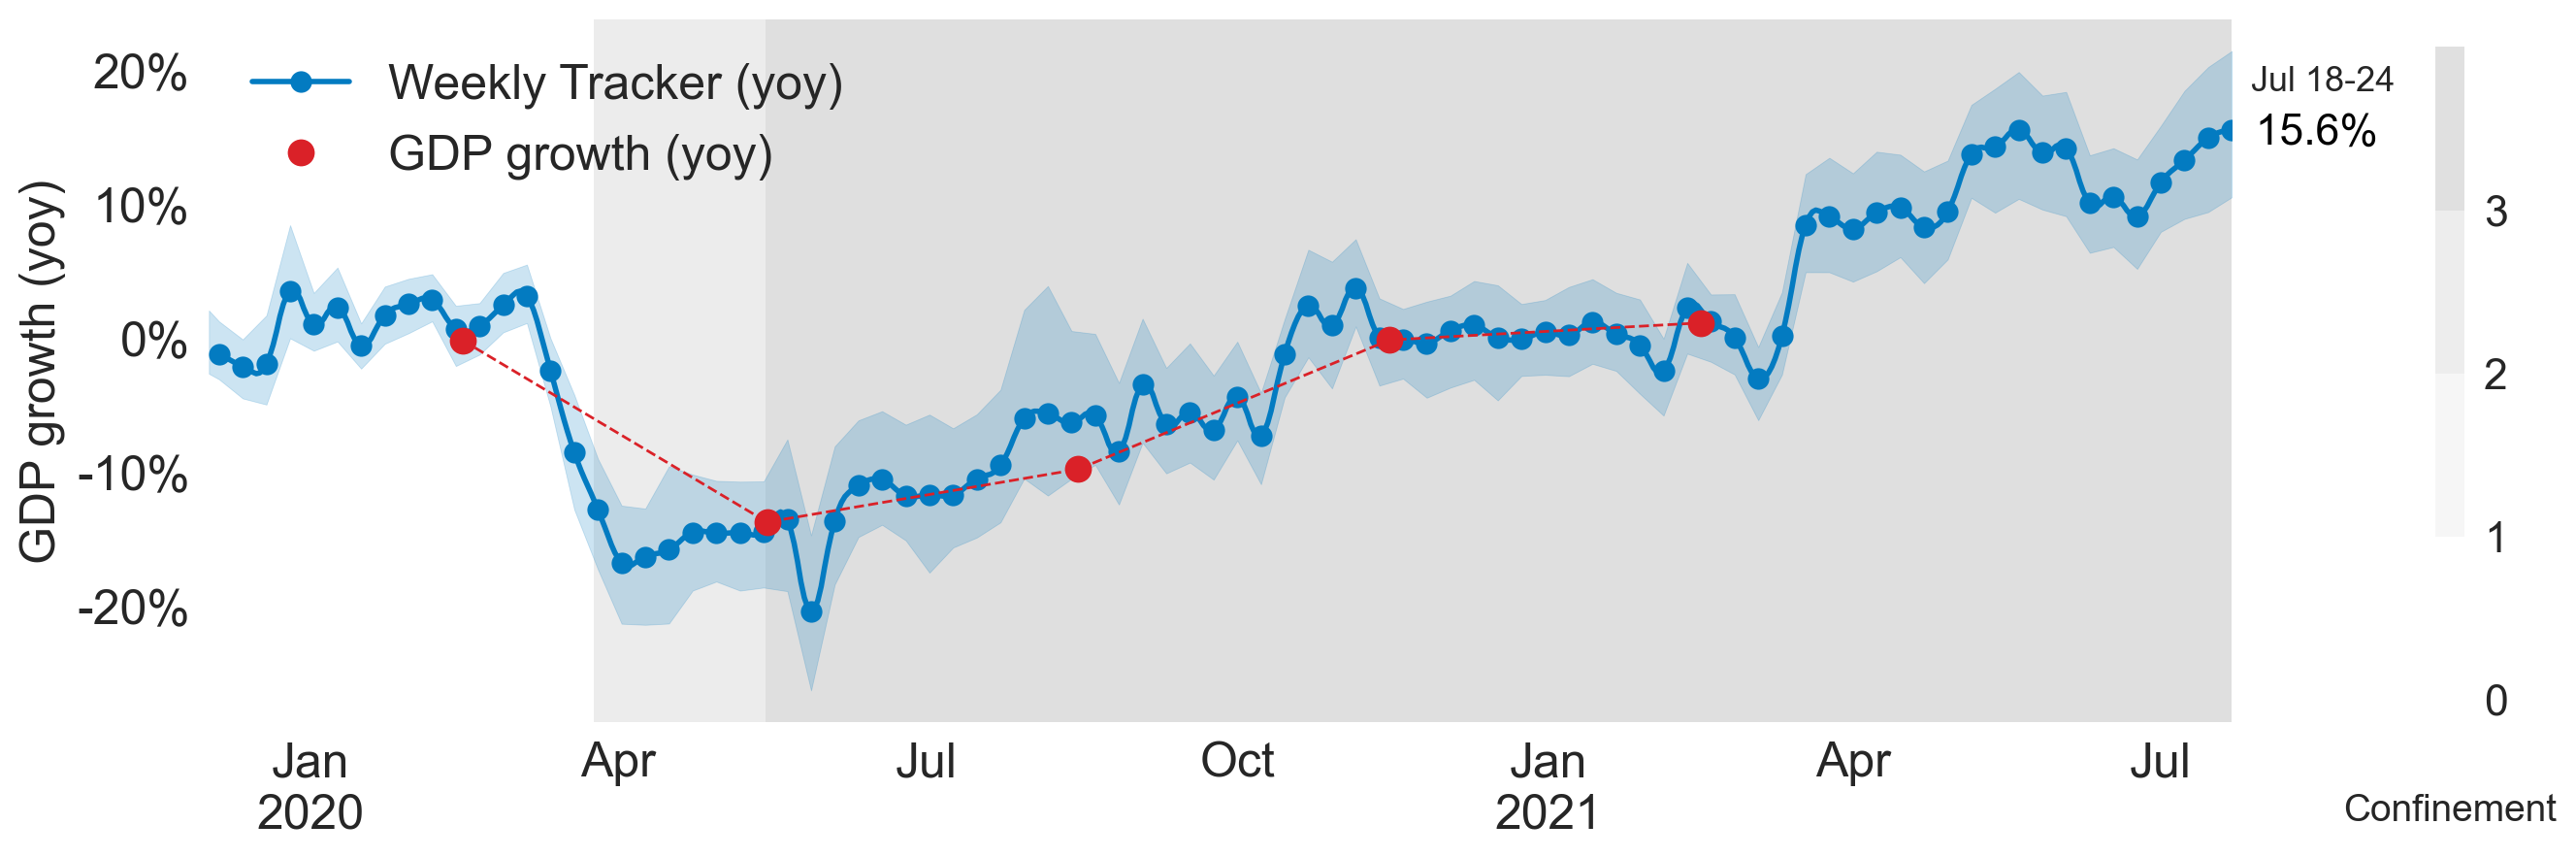 GDP growth (yoy)
20%
10%
0%
-10%
-20%
Weekly Tracker (yoy)
GDP growth (yoy)
Jul 18-24
15.6%
3
2
1
0
Confinement
Jan
2020
Apr
Jul
Oct
Jan
2021
Apr
Jul